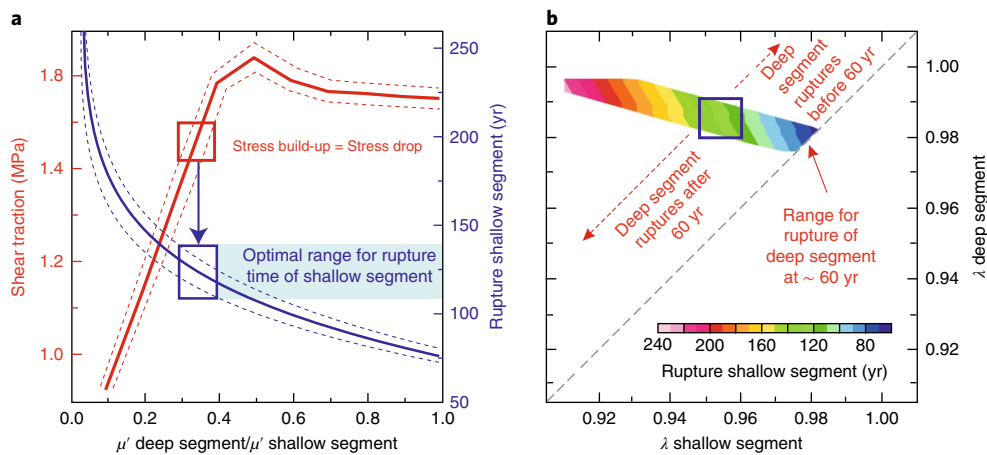 a
Shear traction (MPa)
1.8
1.6
1.4
1.2
1.0
Stress build-up = Stress drop
Optimal range for rupture
time of shallow segment
250
200
150
100
50
Rupture shallow segment (yr)
0.0 0.2 0.4 0.6 0.8 1.0
μ′ deep segment/μ′ shallow segment
b
Deep
segment
ruptures
before 60 yr
Deep segment
ruptures after
60 yr
Range for
rupture of
deep segment
at ~ 60 yr
240 200 160 120 80
Rupture shallow segment (yr)
1.00
0.98
0.96
0.94
0.92
λ deep segment
0.92 0.94 0.96 0.98 1.00
λ shallow segment